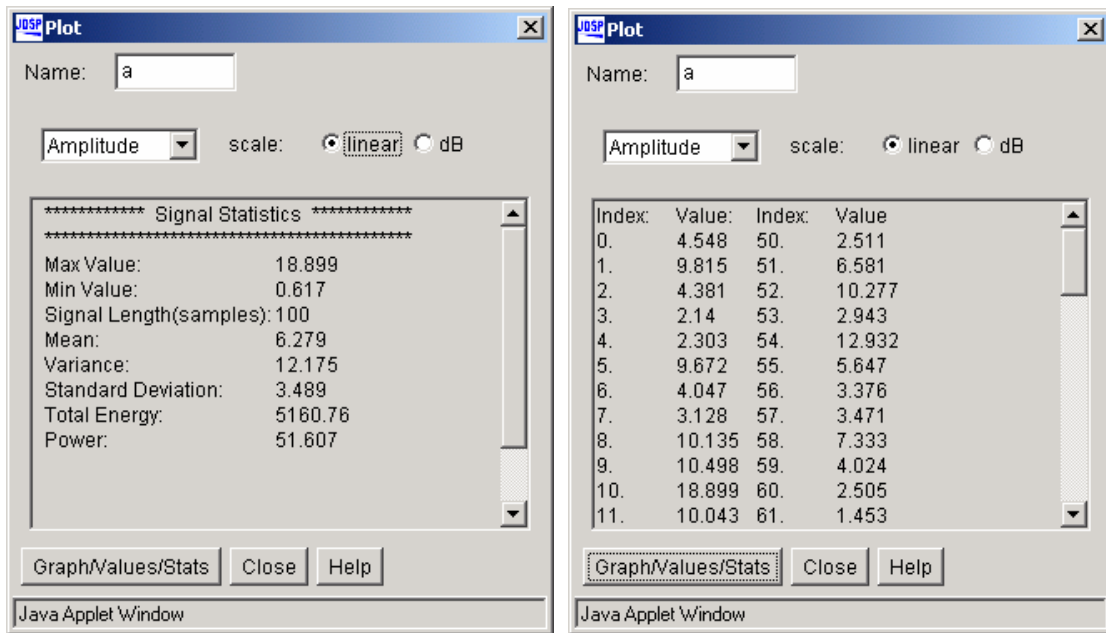 JDSP Plot
Name: a
Amplitude scale: linear dB
************ Signal Statistics ************
********************************************
Max Value: 18.899
Min Value: 0.617
Signal Length(samples): 100
Mean: 6.279
Variance: 12.175
Standard Deviation: 3.489
Total Energy: 5160.76
Power: 51.607
Graph/Values/Stats Close Help
Java Applet Window
JDSP Plot
Name: a
Amplitude scale: linear dB
Index: Value: Index: Value
0. 4.548 50. 2.511
1. 9.815 51. 6.581
2. 4.381 52. 10.277
3. 2.14 53. 2.943
4. 2.303 54. 12.932
5. 9.672 55. 5.647
6. 4.047 56. 3.376
7. 3.128 57. 3.471
8. 10.135 58. 7.333
9. 10.498 59. 4.024
10. 18.899 60. 2.505
11. 10.043 61. 1.453
Graph/Values/Stats Close Help
Java Applet Window